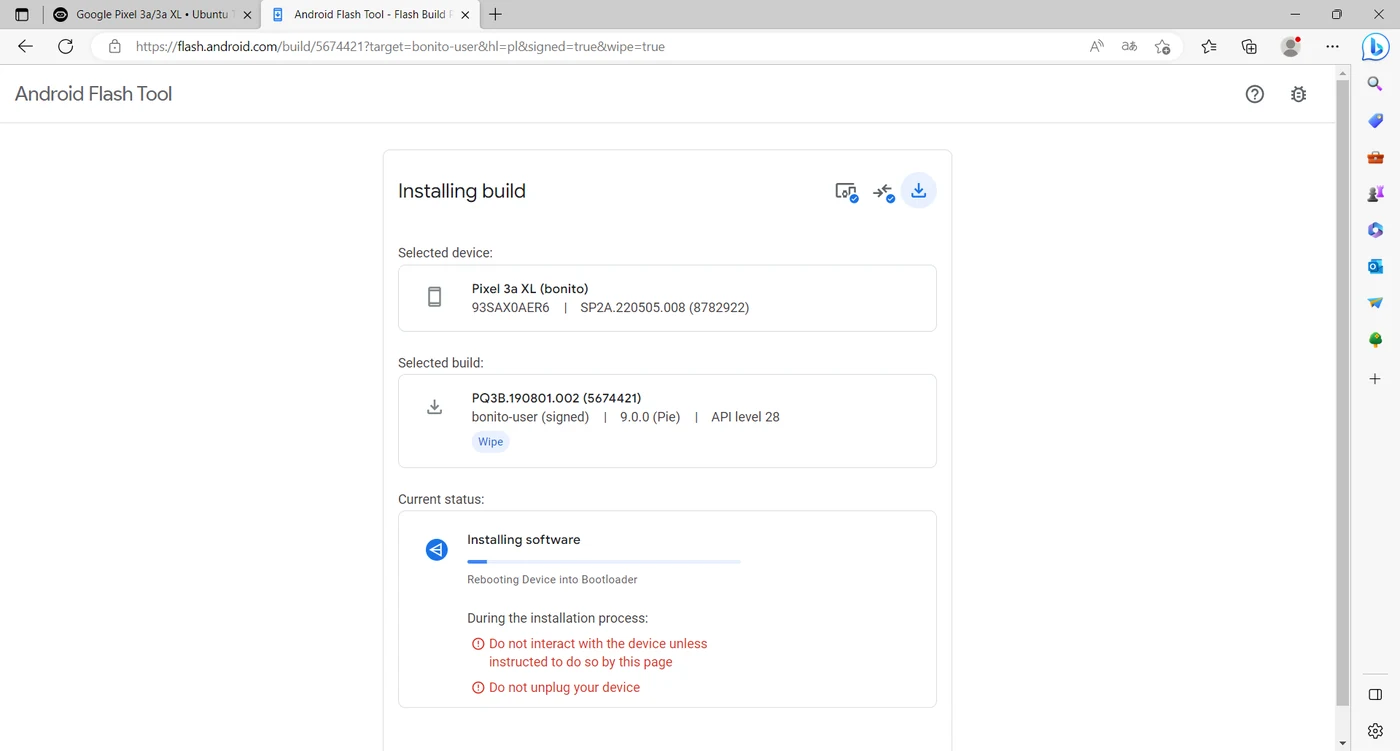 Google Pixel 3a/3a XL • Ubuntu
Android Flash Tool - Flash Build
https://flash.android.com/build/5674421?target=bonito-user&hl=pl&signed=true&wipe=true
Android Flash Tool
Installing build
Selected device:
Pixel 3a XL (bonito)
93SAX0AER6 | SP2A.220505.008 (8782922)
Selected build:
PQ3B.190801.002 (5674421)
bonito-user (signed) | 9.0.0 (Pie) | API level 28
Wipe
Current status:
Installing software
Rebooting Device into Bootloader
During the installation process:
Do not interact with the device unless
instructed to do so by this page
Do not unplug your device